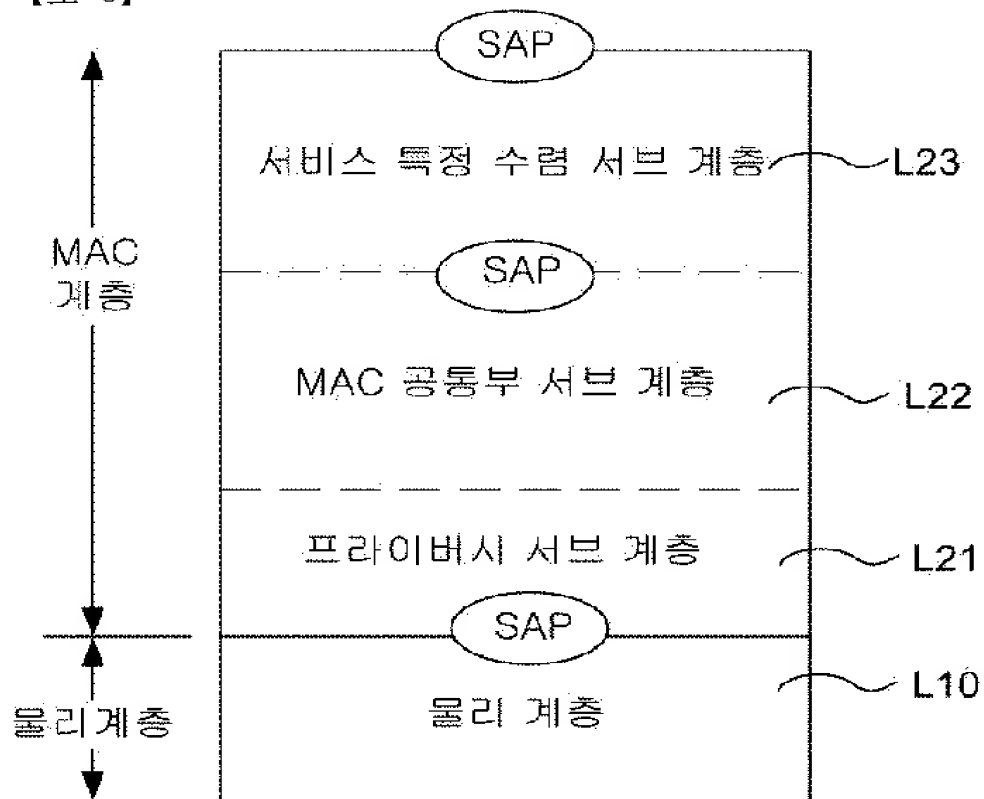 SAP
서비스 특정 수렴 서브 계층
L23
MAC
계층
SAP
MAC 공통부 서브 계층
L22
프라이버시 서브 계층
L21
SAP
물리계층
물리 계층
L10